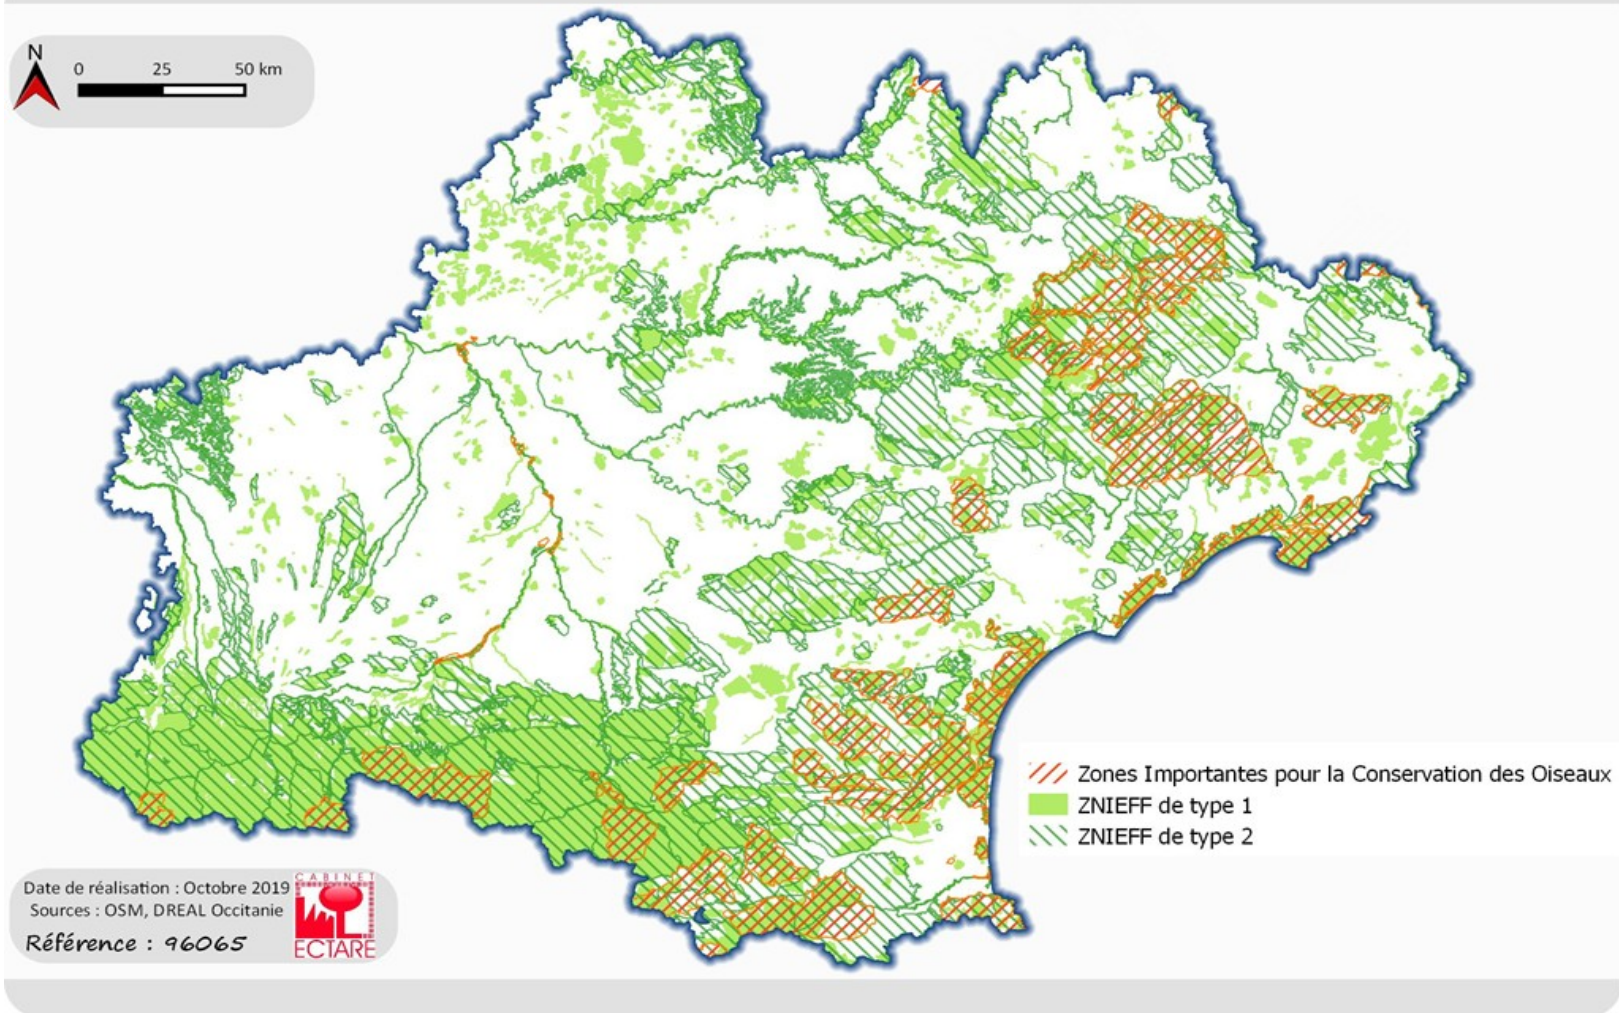 N
0 25 50 km
Zones Importantes pour la Conservation des Oiseaux
ZNIEFF de type 1
ZNIEFF de type 2
Date de réalisation : Octobre 2019
Sources : OSM, DREAL Occitanie
Référence : 96065
CABINET
ECTARE